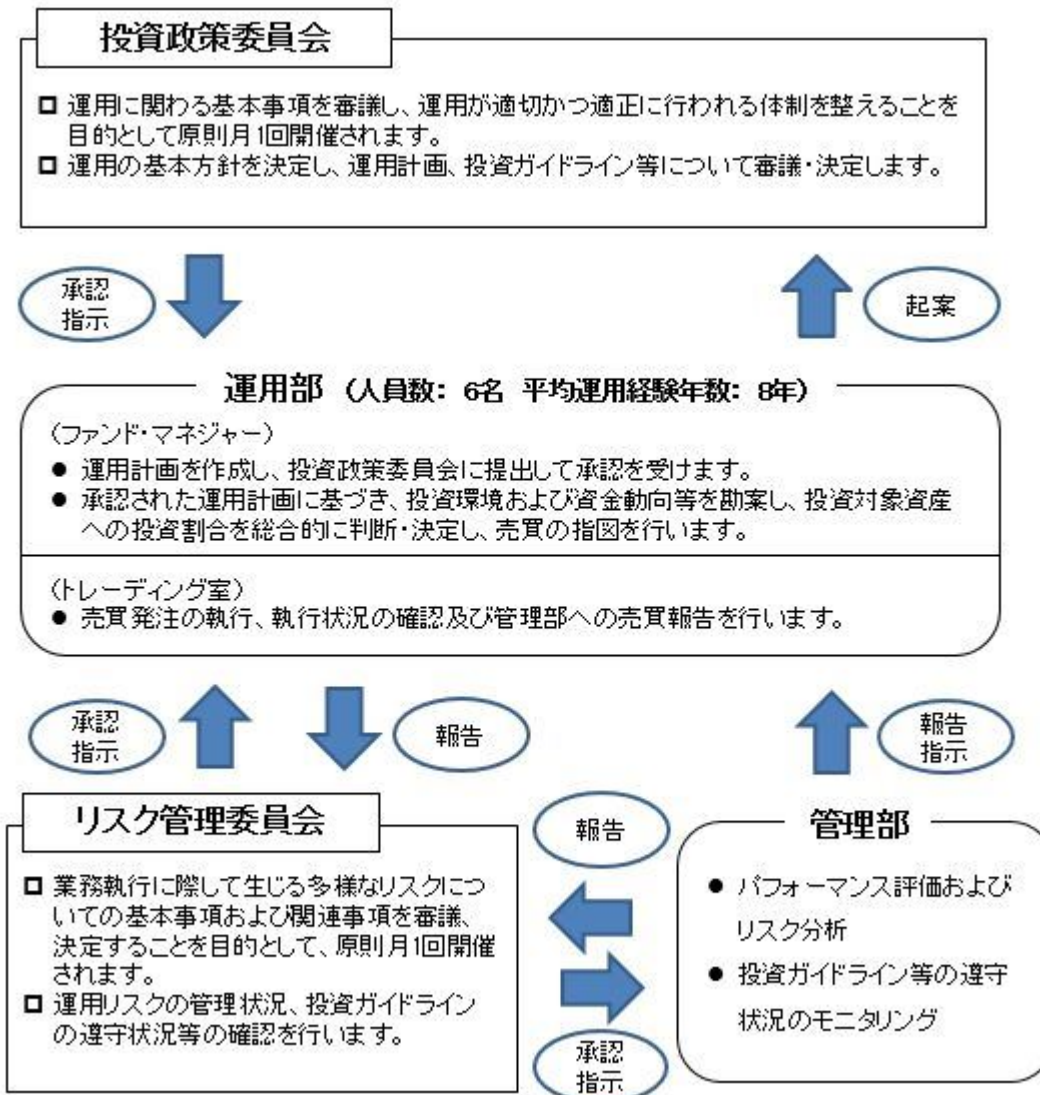 投資政策委員会
□ 運用に関わる基本事項を審議し、運用が適切かつ適正に行われる体制を整えることを
目的として原則月1回開催されます。
□ 運用の基本方針を決定し、運用計画、投資ガイドライン等について審議・決定します。
承認
指示
起案
運用部 (人員数: 6名 平均運用経験年数: 8年)
(ファンド・マネジャー)
● 運用計画を作成し、投資政策委員会に提出して承認を受けます。
● 承認された運用計画に基づき、投資環境および資金動向等を勘案し、投資対象資産
への投資割合を総合的に判断・決定し、売買の指図を行います。
(トレーディング室)
● 売買発注の執行、執行状況の確認及び管理部への売買報告を行います。
承認
指示
報告
報告
指示
リスク管理委員会
□ 業務執行に際して生じる多様なリスクにつ
いての基本事項および関連事項を審議、
決定することを目的として、原則月1回開催
されます。
□ 運用リスクの管理状況、投資ガイドライン
の遵守状況等の確認を行います。
報告
承認
指示
管理部
● パフォーマンス評価および
リスク分析
● 投資ガイドライン等の遵守
状況のモニタリング